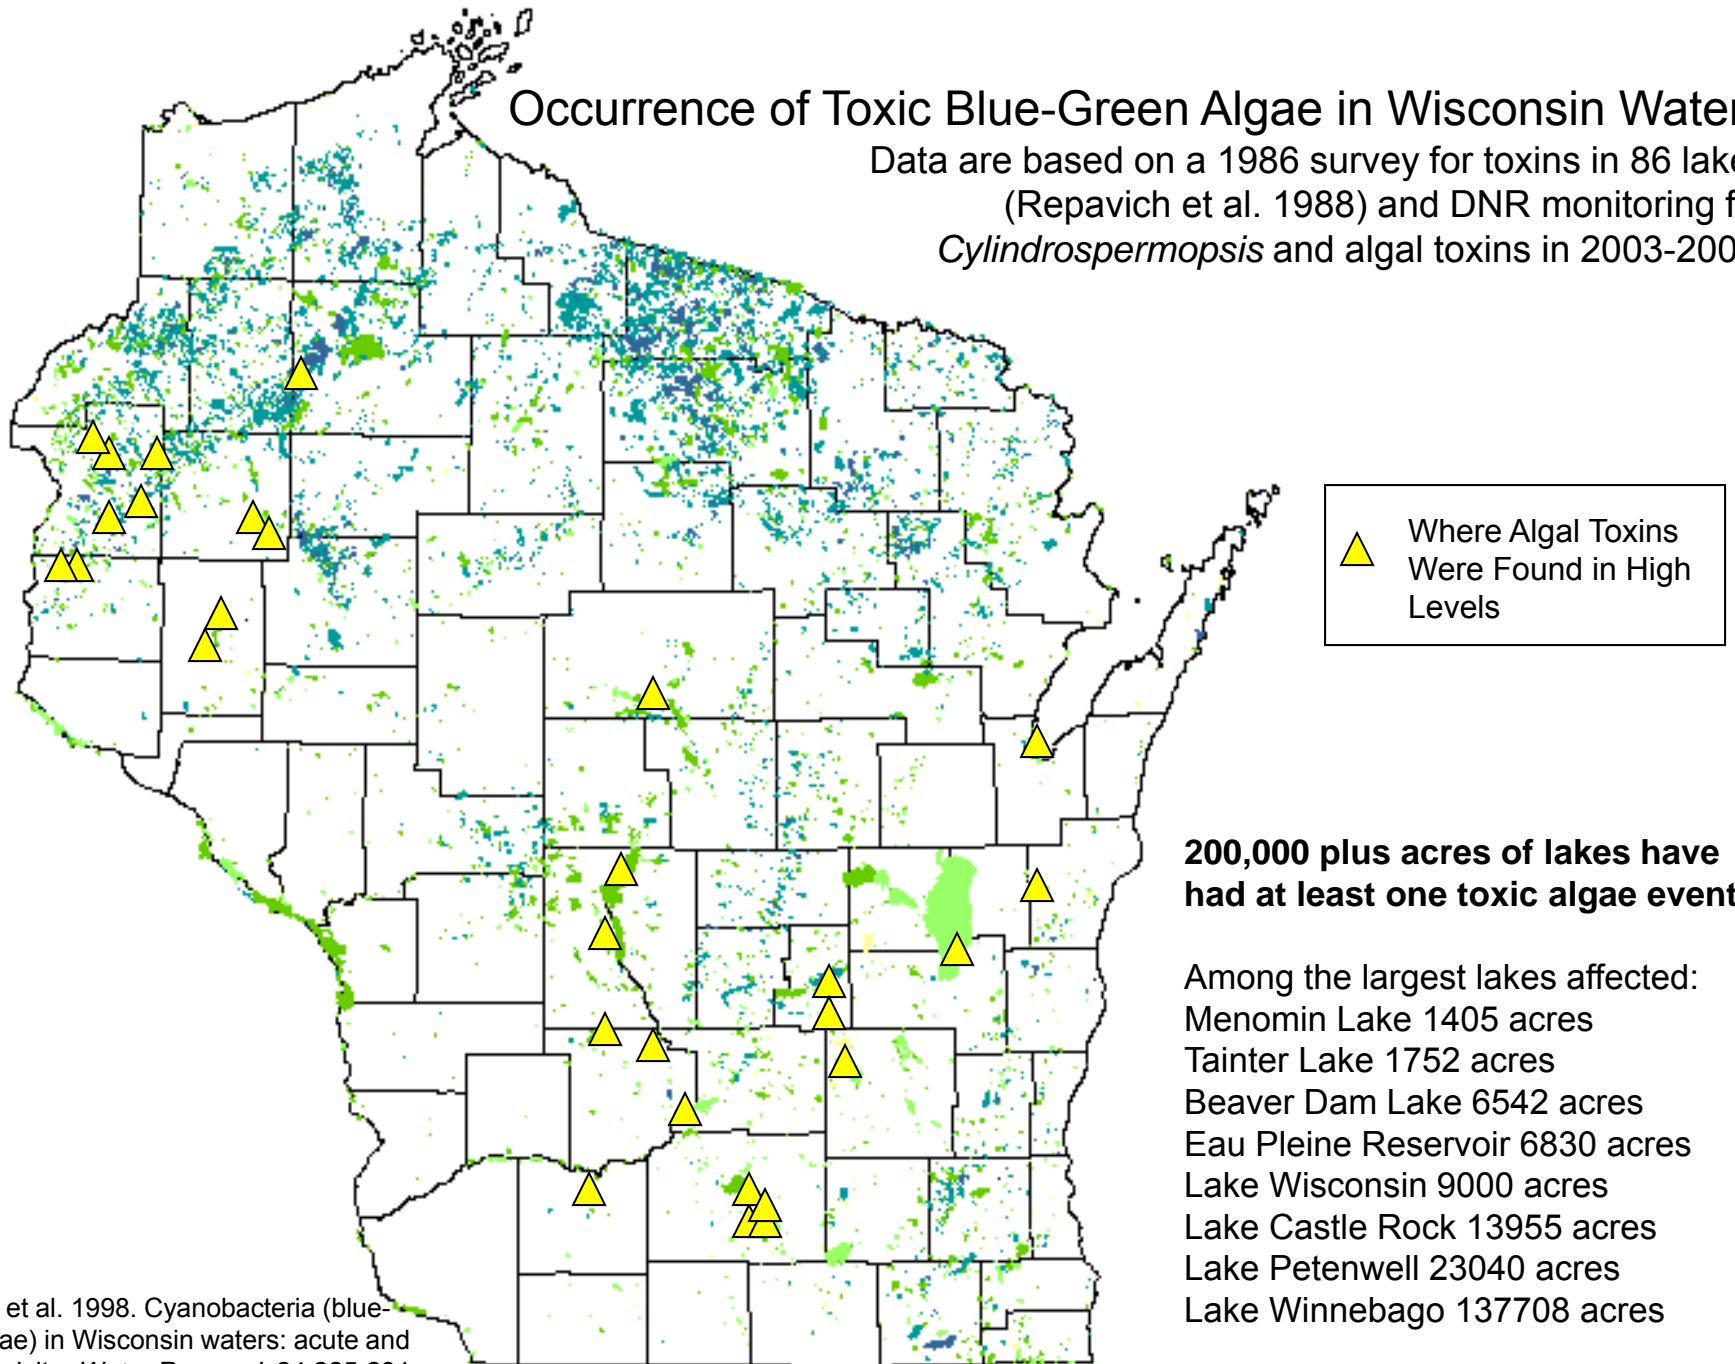 Occurrence of Toxic Blue-Green Algae in Wisconsin Water
Data are based on a 1986 survey for toxins in 86 lake
(Repavich et al. 1988) and DNR monitoring f
Cylindrospermopsis and algal toxins in 2003-200
Where Algal Toxins
Were Found in High
Levels
200,000 plus acres of lakes have
had at least one toxic algae event
Among the largest lakes affected:
Menomin Lake 1405 acres
Tainter Lake 1752 acres
Beaver Dam Lake 6542 acres
Eau Pleine Reservoir 6830 acres
Lake Wisconsin 9000 acres
Lake Castle Rock 13955 acres
Lake Petenwell 23040 acres
Lake Winnebago 137708 acres
et al. 1998. Cyanobacteria (blue-
ae) in Wisconsin waters: acute and